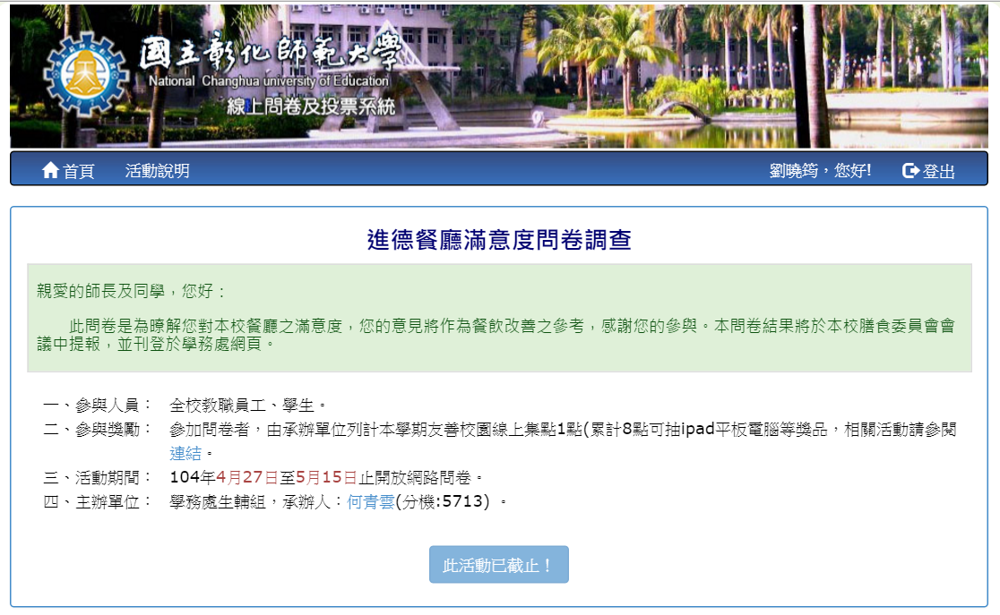 國立彰化師範大學
National Changhua university of Education
線上問卷及投票系統
首頁 活動說明 劉曉筠，您好! 登出
進德餐廳滿意度問卷調查
親愛的師長及同學，您好：
此問卷是為暸解您對本校餐廳之滿意度，您的意見將作為餐飲改善之參考，感謝您的參與。本問卷結果將於本校膳食委員會會
議中提報，並刊登於學務處網頁。
一、參與人員： 全校教職員工、學生。
二、參與獎勵： 參加問卷者，由承辦單位列計本學期友善校園線上集點1點(累計8點可抽ipad平板電腦等獎品，相關活動請參閱
連結。
三、活動期間： 104年4月27日至5月15日止開放網路問卷。
四、主辦單位： 學務處生輔組，承辦人：何青雲(分機:5713) 。
此活動已截止！